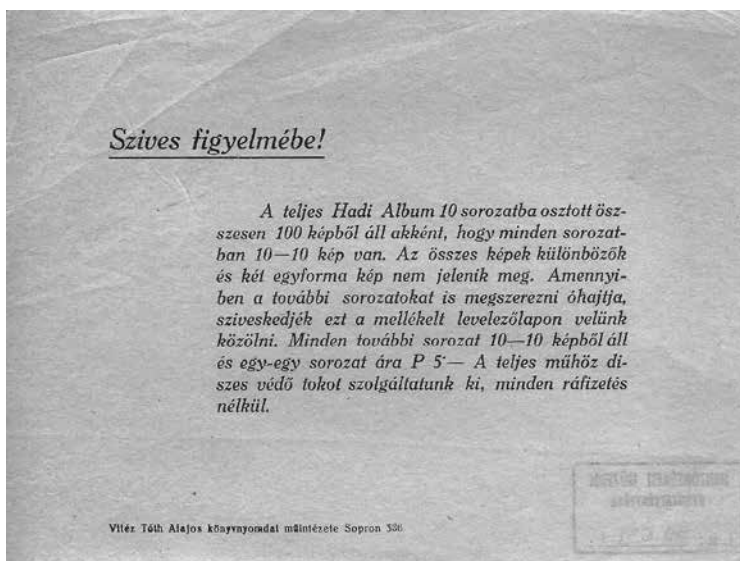 Szives figyelmébe!
A teljes Hadi Album 10 sorozatba osztott ösz-
szesen 100 képből áll akként, hogy minden sorozat-
ban 10—10 kép van. Az összes képek különbözők
és két egyforma kép nem jelenik meg. Amennyi-
ben a további sorozatokat is megszerezni óhajtja,
sziveskedjék ezt a mellékelt levelezőlapon velünk
közölni. Minden további sorozat 10—10 képből áll
és egy-egy sorozat ára P 5·— A teljes műhöz di-
szes védő tokot szolgáltatunk ki, minden ráfizetés
nélkül.
Vitéz Tóth Alajos könyvnyomdai műintézete Sopron